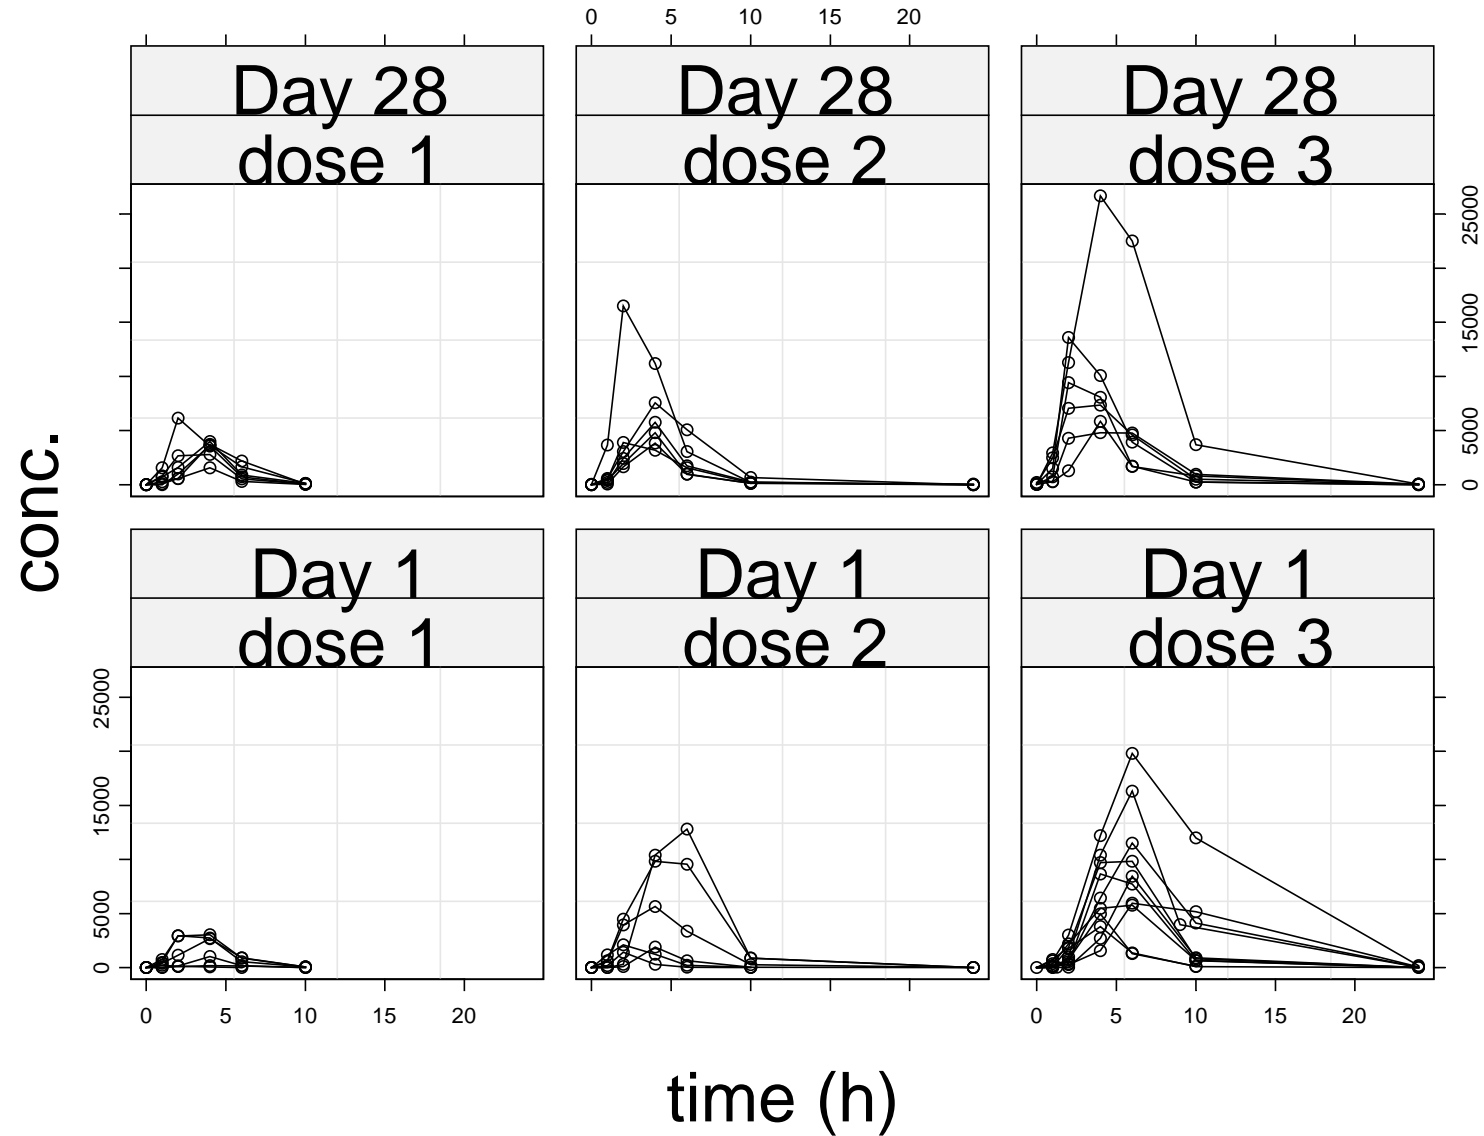 0 5 10 15 20
Day 28 Day 28 Day 28
dose 1 dose 2 dose 3
25000
15000
5000
0
conc.
Day 1 Day 1 Day 1
dose 1 dose 2 dose 3
25000
15000
5000
0
0 5 10 15 20 0 5 10 15 20
time (h)